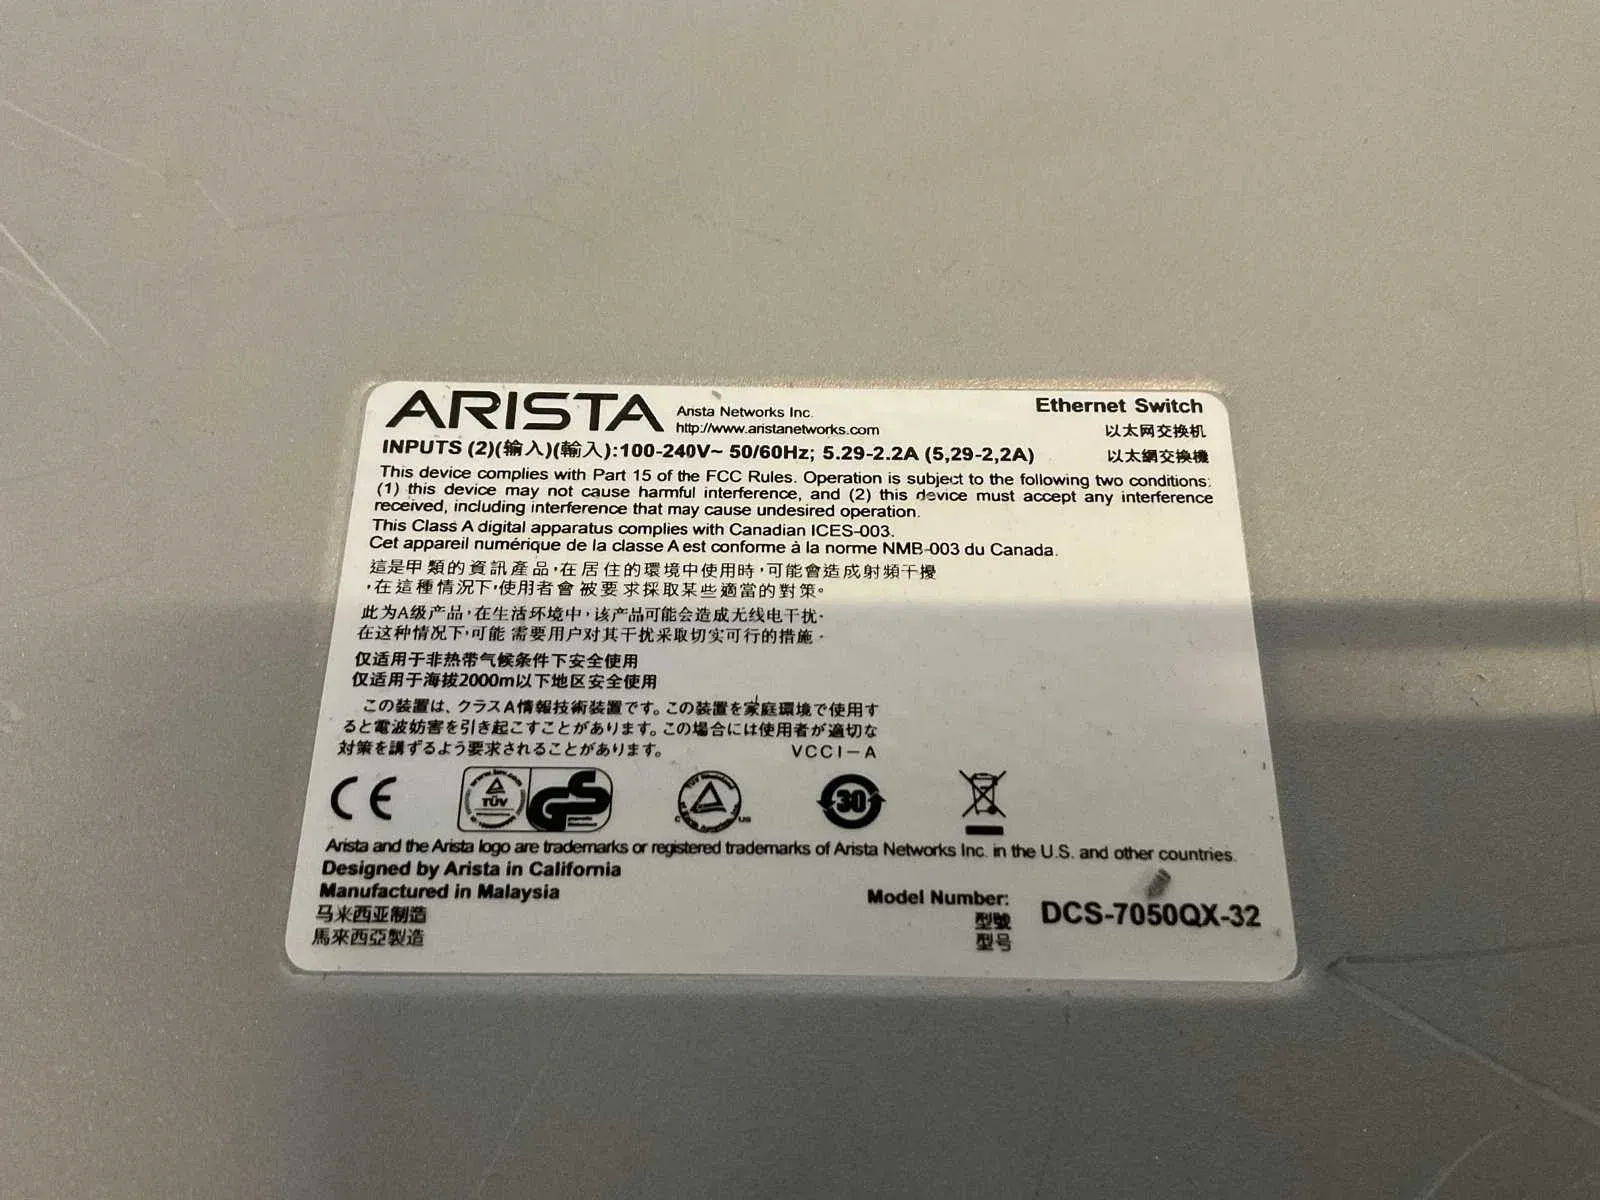 ARISTA
Arista Networks Inc.
http://www.aristanetworks.com
Ethernet Switch
以太网交换机
以太網交換機
INPUTS (2)(输入)(輸入):100-240V~ 50/60Hz; 5.29-2.2A (5,29-2,2A)
This device complies with Part 15 of the FCC Rules. Operation is subject to the following two conditions:
(1) this device may not cause harmful interference, and (2) this device must accept any interference
received, including interference that may cause undesired operation.
This Class A digital apparatus complies with Canadian ICES-003.
Cet appareil numérique de la classe A est conforme à la norme NMB-003 du Canada.
這是甲類的資訊產品,在居住的環境中使用時,可能會造成射頻干擾
,在這種情況下,使用者會被要求採取某些適當的對策。
此为A级产品,在生活环境中,该产品可能会造成无线电干扰.
在这种情况下,可能需要用户对其干扰采取切实可行的措施.
仅适用于非热带气候条件下安全使用
仅适用于海拔2000m以下地区安全使用
この装置は、クラスA情報技術装置です。この装置を家庭環境で使用す
ると電波妨害を引き起こすことがあります。この場合には使用者が適切な
対策を講ずるよう要求されることがあります。 VCCI-A
CE
TÜV
GS
C
US
30
Arista and the Arista logo are trademarks or registered trademarks of Arista Networks Inc. in the U.S. and other countries.
Designed by Arista in California
Manufactured in Malaysia
马来西亚制造
馬來西亞製造
Model Number:
型號
型号
DCS-7050QX-32